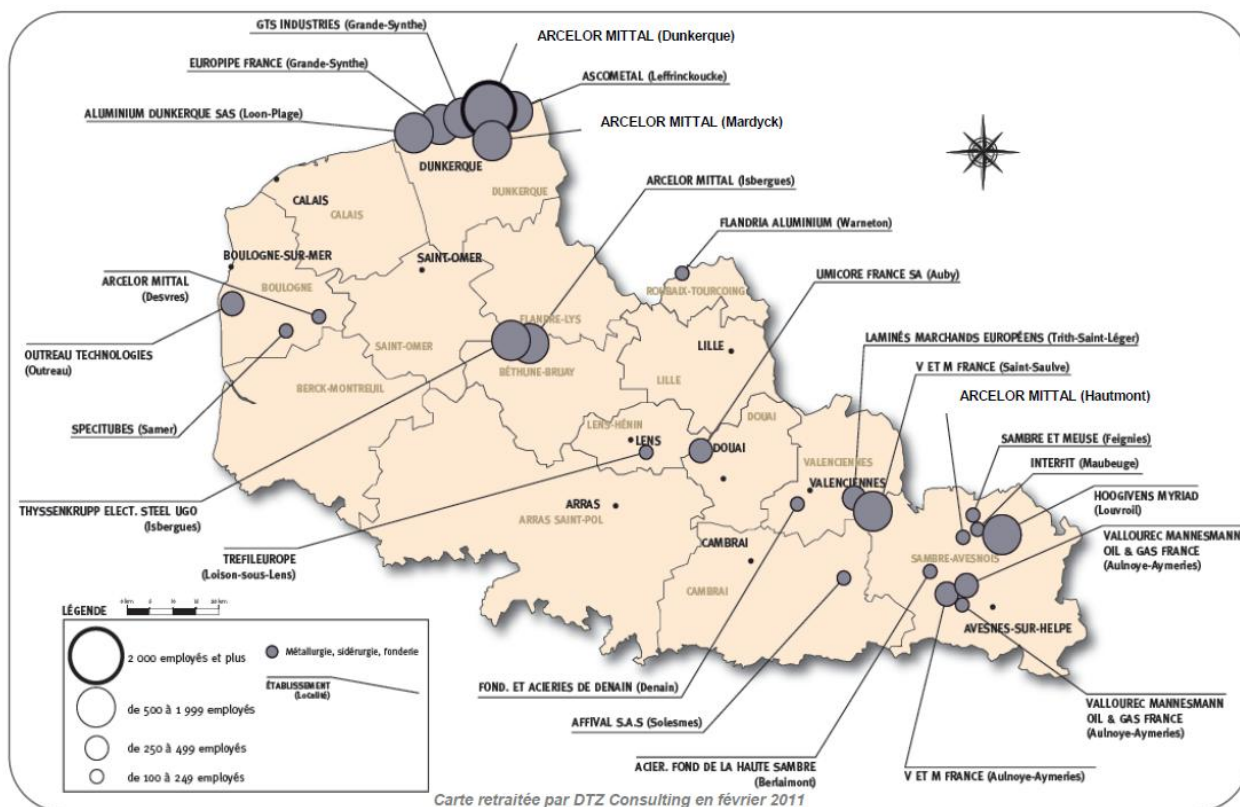 GTS INDUSTRIES (Grande-Synthe)
ARCELOR MITTAL (Dunkerque)
EUROPIPE FRANCE (Grande-Synthe)
ASCOMETAL (Leffrinckoucke)
ALUMINIUM DUNKERQUE SAS (Loon-Plage)
ARCELOR MITTAL (Mardyck)
DUNKERQUE
DUNKERQUE
ARCELOR MITTAL (Isbergues)
CALAIS
CALAIS
FLANDRIA ALUMINIUM (Warneton)
BOULOGNE-SUR-MER
SAINT-OMER
UMICORE FRANCE SA (Auby)
ARCELOR MITTAL
(Desvres)
BOULOGNE
ROUBAIX-TOURCOING
FLANDRE-LYS
LAMINÉS MARCHANDS EUROPÉENS (Trith-Saint-Léger)
OUTREAU TECHNOLOGIES
(Outreau)
SAINT-OMER
LILLE
V ET M FRANCE (Saint-Saulve)
BERCK-MONTREUIL
BÉTHUNE-BRUAY
LILLE
ARCELOR MITTAL (Hautmont)
SPECITUBES (Samer)
LENS-HÉNIN
DOUAI
SAMBRE ET MEUSE (Feignies)
LENS
DOUAI
VALENCIENNES
INTERFIT (Maubeuge)
VALENCIENNES
HOOGIVENS MYRIAD
(Louvroil)
THYSSENKRUPP ELECT. STEEL UGO
(Isbergues)
ARRAS
ARRAS SAINT-POL
VALLOUREC MANNESMANN
OIL & GAS FRANCE
(Aulnoye-Aymeries)
TREFILEUROPE
(Loison-sous-Lens)
CAMBRAI
SAMBRE-AVESNOIS
CAMBRAI
AVESNES-SUR-HELPE
LÉGENDE
2 000 employés et plus
Métallurgie, sidérurgie, fonderie
ÉTABLISSEMENT
(Localité)
de 500 à 1 999 employés
de 250 à 499 employés
de 100 à 249 employés
FOND. ET ACIERIES DE DENAIN (Denain)
AFFIVAL S.A.S (Solesmes)
VALLOUREC MANNESMANN
OIL & GAS FRANCE
(Aulnoye-Aymeries)
ACIER. FOND DE LA HAUTE SAMBRE
(Berlaimont)
V ET M FRANCE (Aulnoye-Aymeries)
Carte retraitée par DTZ Consulting en février 2011